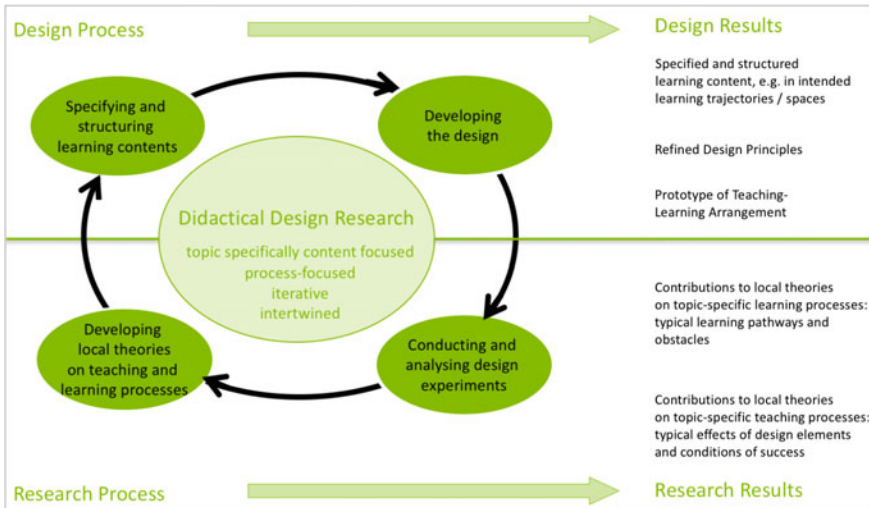 Design Process
Design Results
Specifying and
structuring
learning contents
Developing
the design
Specified and structured
learning content, e.g. in intended
learning trajectories / spaces
Refined Design Principles
Prototype of Teaching-
Learning Arrangement
Didactical Design Research
topic specifically content focused
process-focused
iterative
intertwined
Developing
local theories
on teaching and
learning processes
Conducting and
analysing design
experiments
Contributions to local theories
on topic-specific learning processes:
typical learning pathways and
obstacles
Contributions to local theories
on topic-specific teaching processes:
typical effects of design elements
and conditions of success
Research Process
Research Results